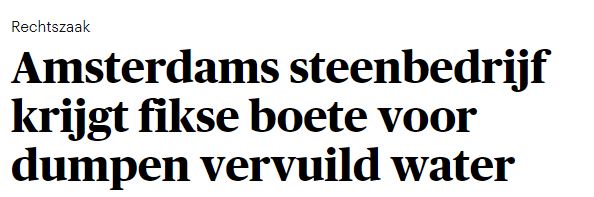 Rechtszaak
Amsterdams steenbedrijf
krijgt fikse boete voor
dumpen vervuild water